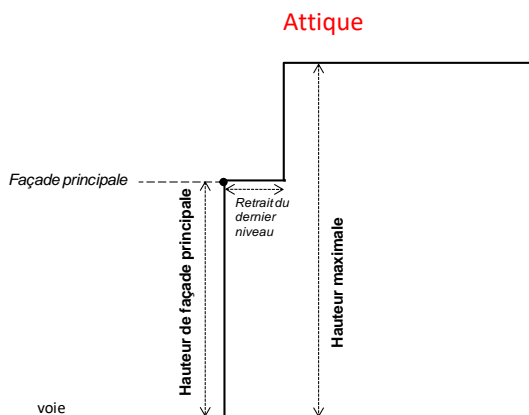 Attique
Façade principale
Retrait du
dernier
niveau
Hauteur de façade principale
Hauteur maximale
voie